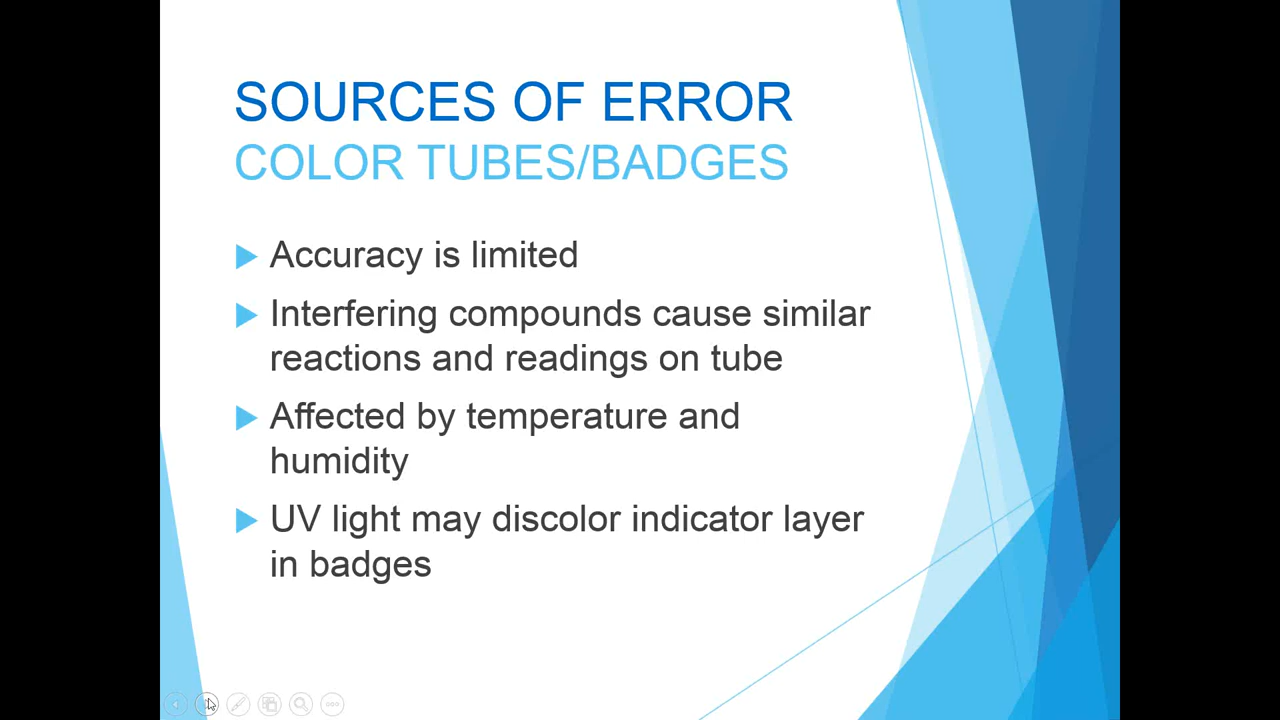 SOURCES OF ERROR
COLOR TUBES/BADGES
Accuracy is limited
Interfering compounds cause similar
reactions and readings on tube
Affected by temperature and
humidity
UV light may discolor indicator layer
in badges